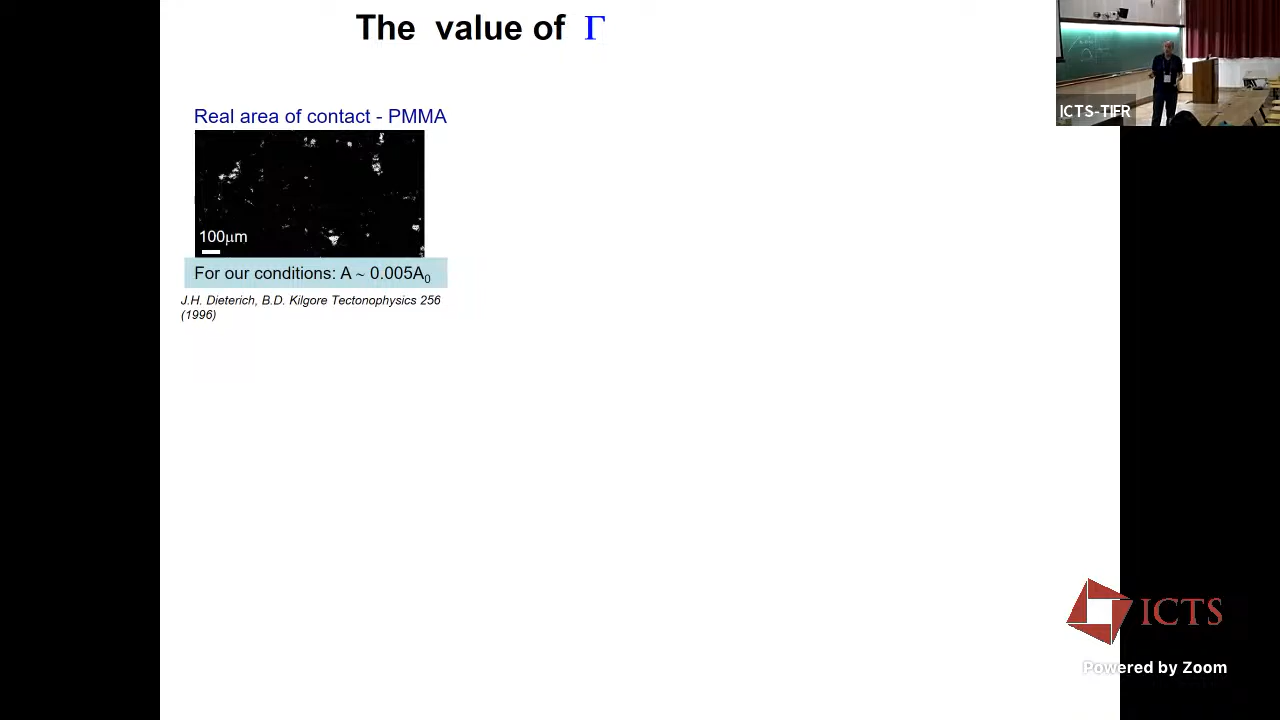 The value of Γ
ICTS-TIFR
Real area of contact - PMMA
100μm
For our conditions: A ~ 0.005A₀
J.H. Dieterich, B.D. Kilgore Tectonophysics 256
(1996)
ICTS
Powered by Zoom